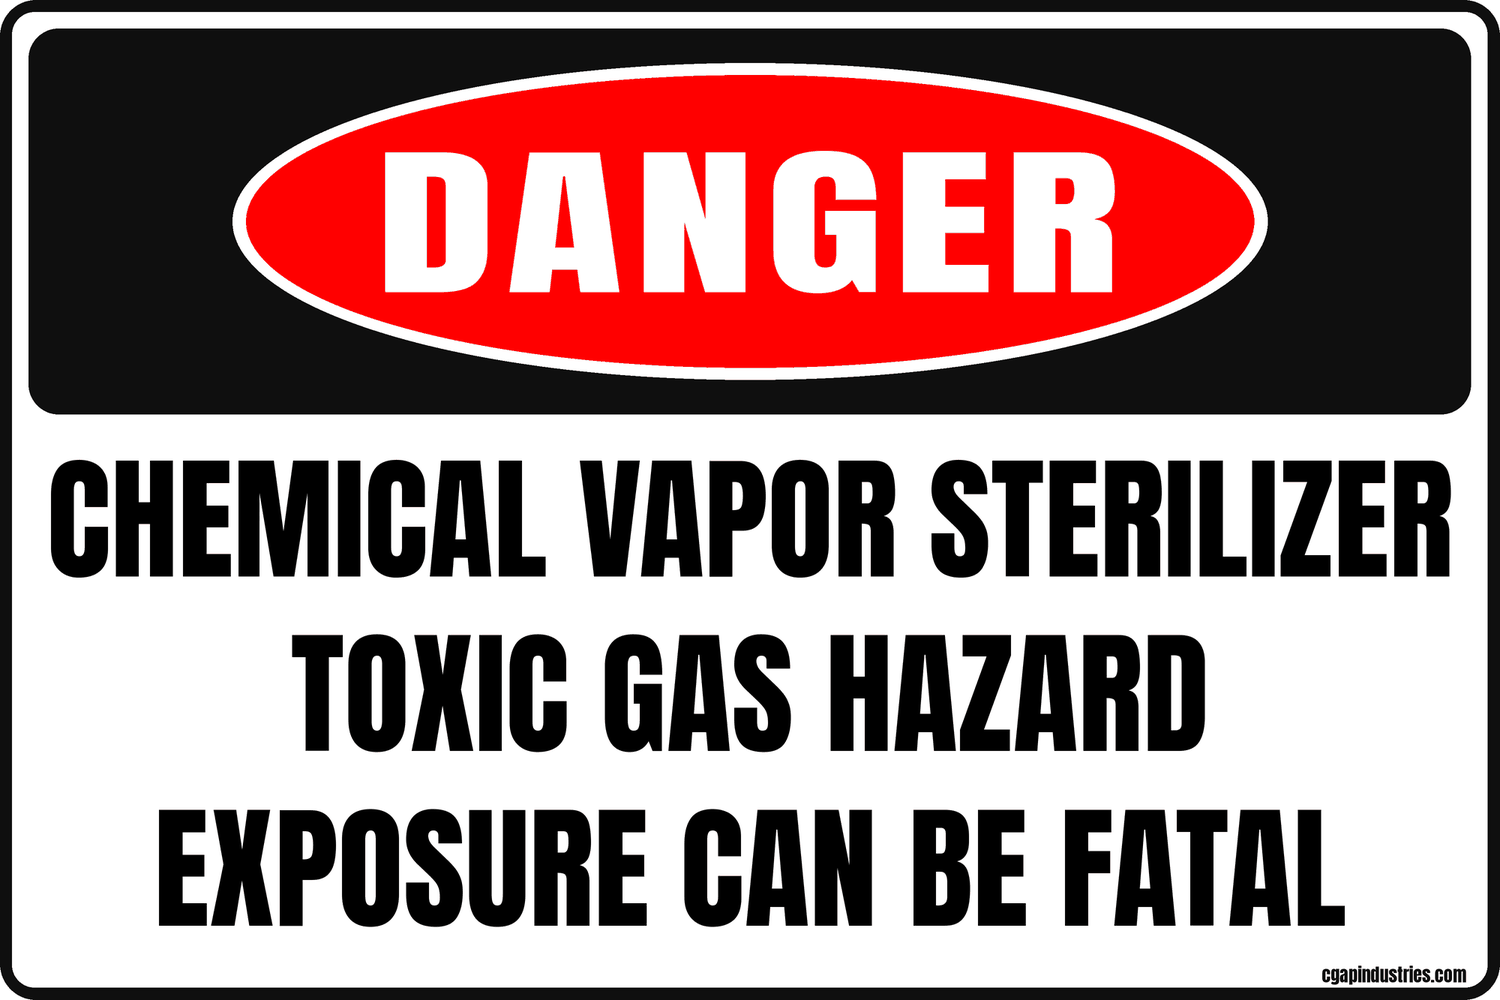 DANGER
CHEMICAL VAPOR STERILIZER
TOXIC GAS HAZARD
EXPOSURE CAN BE FATAL
cgapindustries.com